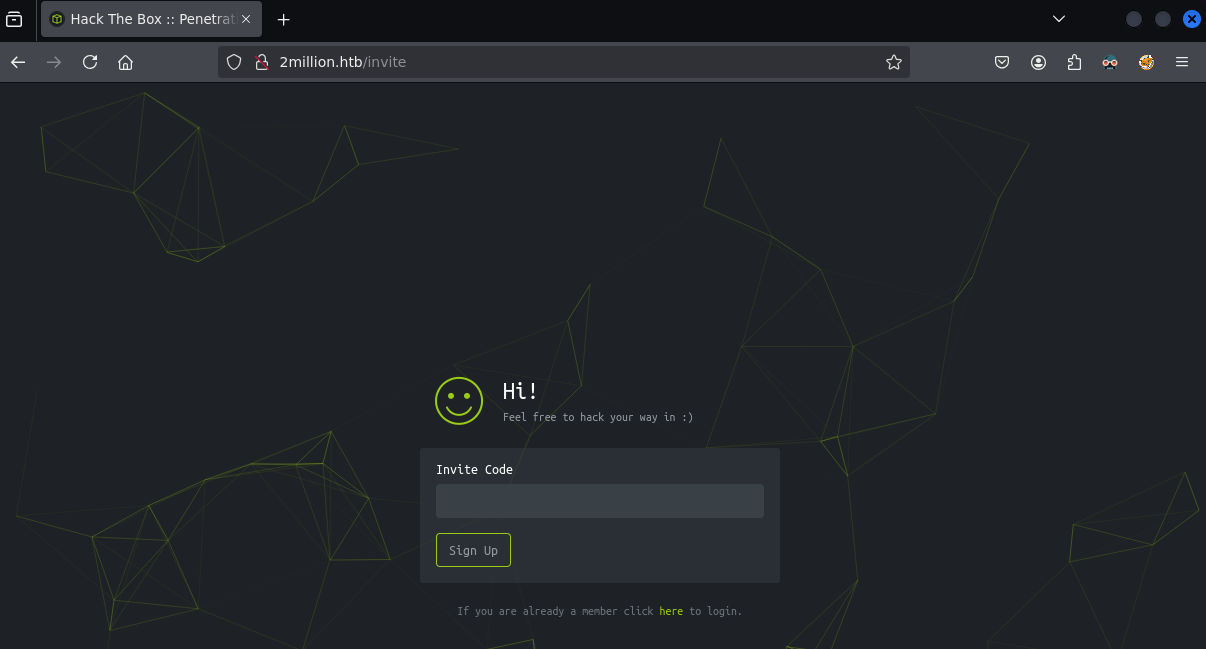 Hack The Box :: Penetrat
2million.htb/invite
Hi!
Feel free to hack your way in :)
Invite Code
Sign Up
If you are already a member click here to login.